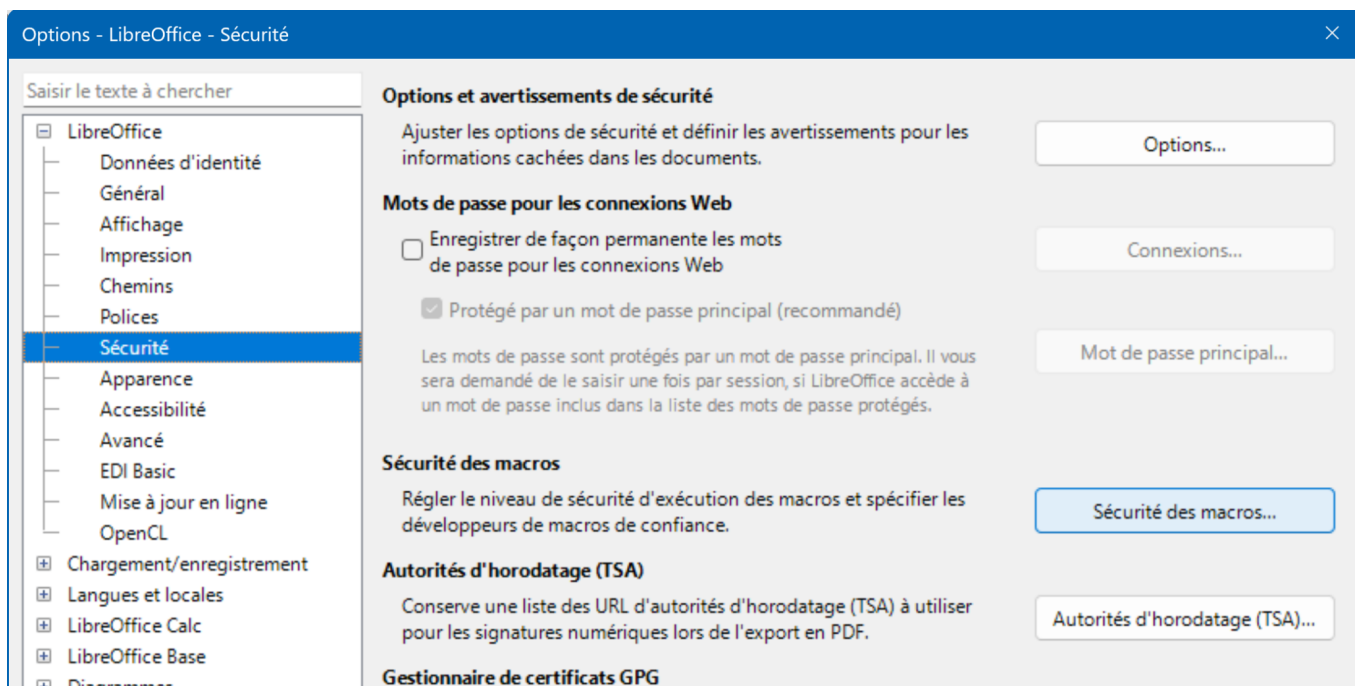 Options - LibreOffice - Sécurité
Saisir le texte à chercher
LibreOffice
Données d'identité
Général
Affichage
Impression
Chemins
Polices
Sécurité
Apparence
Accessibilité
Avancé
EDI Basic
Mise à jour en ligne
OpenCL
Chargement/enregistrement
Langues et locales
LibreOffice Calc
LibreOffice Base
Diagrammes
Options et avertissements de sécurité
Ajuster les options de sécurité et définir les avertissements pour les
informations cachées dans les documents.
Options...
Mots de passe pour les connexions Web
Enregistrer de façon permanente les mots
de passe pour les connexions Web
Connexions...
Protégé par un mot de passe principal (recommandé)
Les mots de passe sont protégés par un mot de passe principal. Il vous
sera demandé de le saisir une fois par session, si LibreOffice accède à
un mot de passe inclus dans la liste des mots de passe protégés.
Mot de passe principal...
Sécurité des macros
Régler le niveau de sécurité d'exécution des macros et spécifier les
développeurs de macros de confiance.
Sécurité des macros...
Autorités d'horodatage (TSA)
Conserve une liste des URL d'autorités d'horodatage (TSA) à utiliser
pour les signatures numériques lors de l'export en PDF.
Autorités d'horodatage (TSA)...
Gestionnaire de certificats GPG